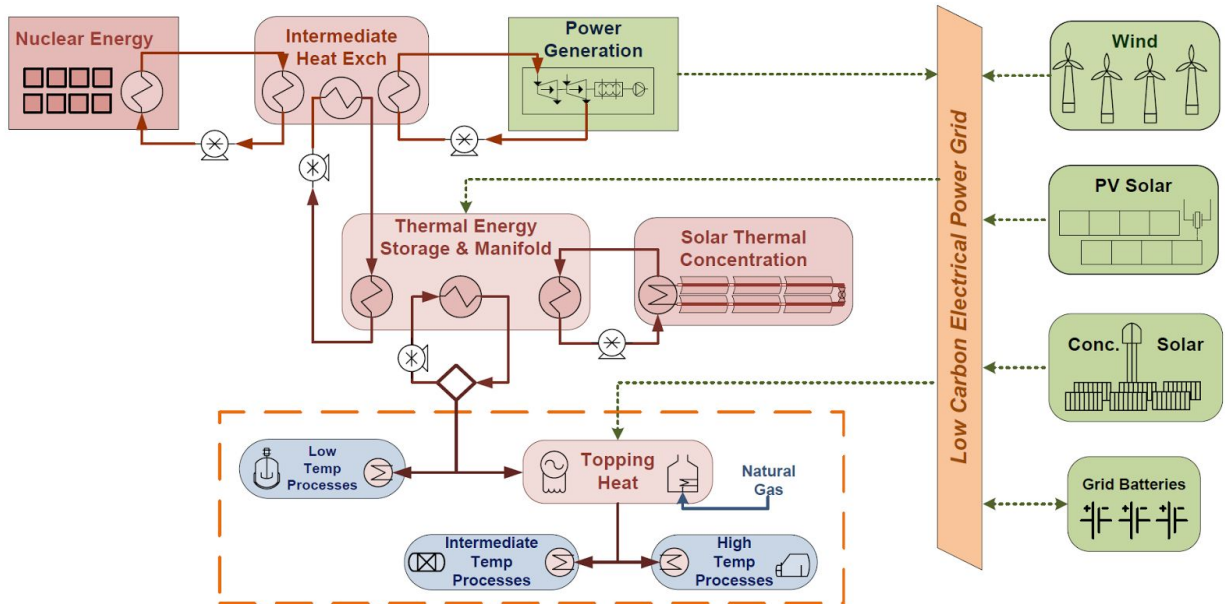 Nuclear Energy
Intermediate
Heat Exch
Power
Generation
Wind
PV Solar
Low Carbon Electrical Power Grid
Thermal Energy
Storage & Manifold
Solar Thermal
Concentration
Conc. Solar
Low
Temp
Processes
Topping
Heat
Natural
Gas
Grid Batteries
Intermediate
Temp
Processes
High
Temp
Processes